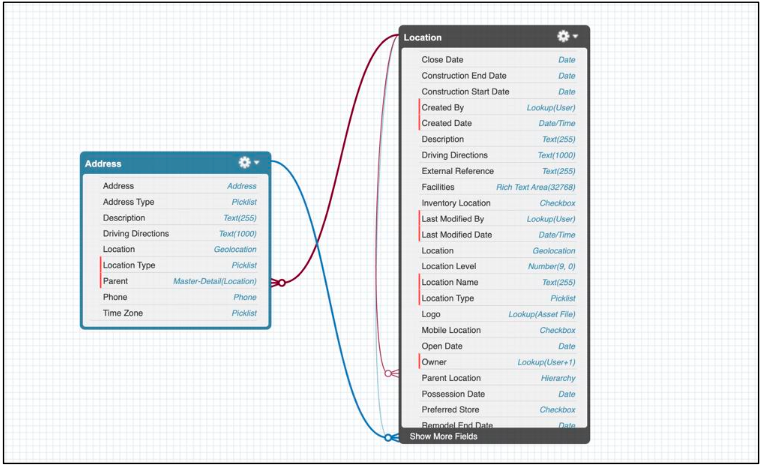 Address
Address Address
Address Type Picklist
Description Text(255)
Driving Directions Text(1000)
Location Geolocation
Location Type Picklist
Parent Master-Detail(Location)
Phone Phone
Time Zone Picklist
Location
Close Date Date
Construction End Date Date
Construction Start Date Date
Created By Lookup(User)
Created Date Date/Time
Description Text(255)
Driving Directions Text(1000)
External Reference Text(255)
Facilities Rich Text Area(32768)
Inventory Location Checkbox
Last Modified By Lookup(User)
Last Modified Date Date/Time
Location Geolocation
Location Level Number(9, 0)
Location Name Text(255)
Location Type Picklist
Logo Lookup(Asset File)
Mobile Location Checkbox
Open Date Date
Owner Lookup(User+1)
Parent Location Hierarchy
Possession Date Date
Preferred Store Checkbox
Remodel End Date Date
Show More Fields